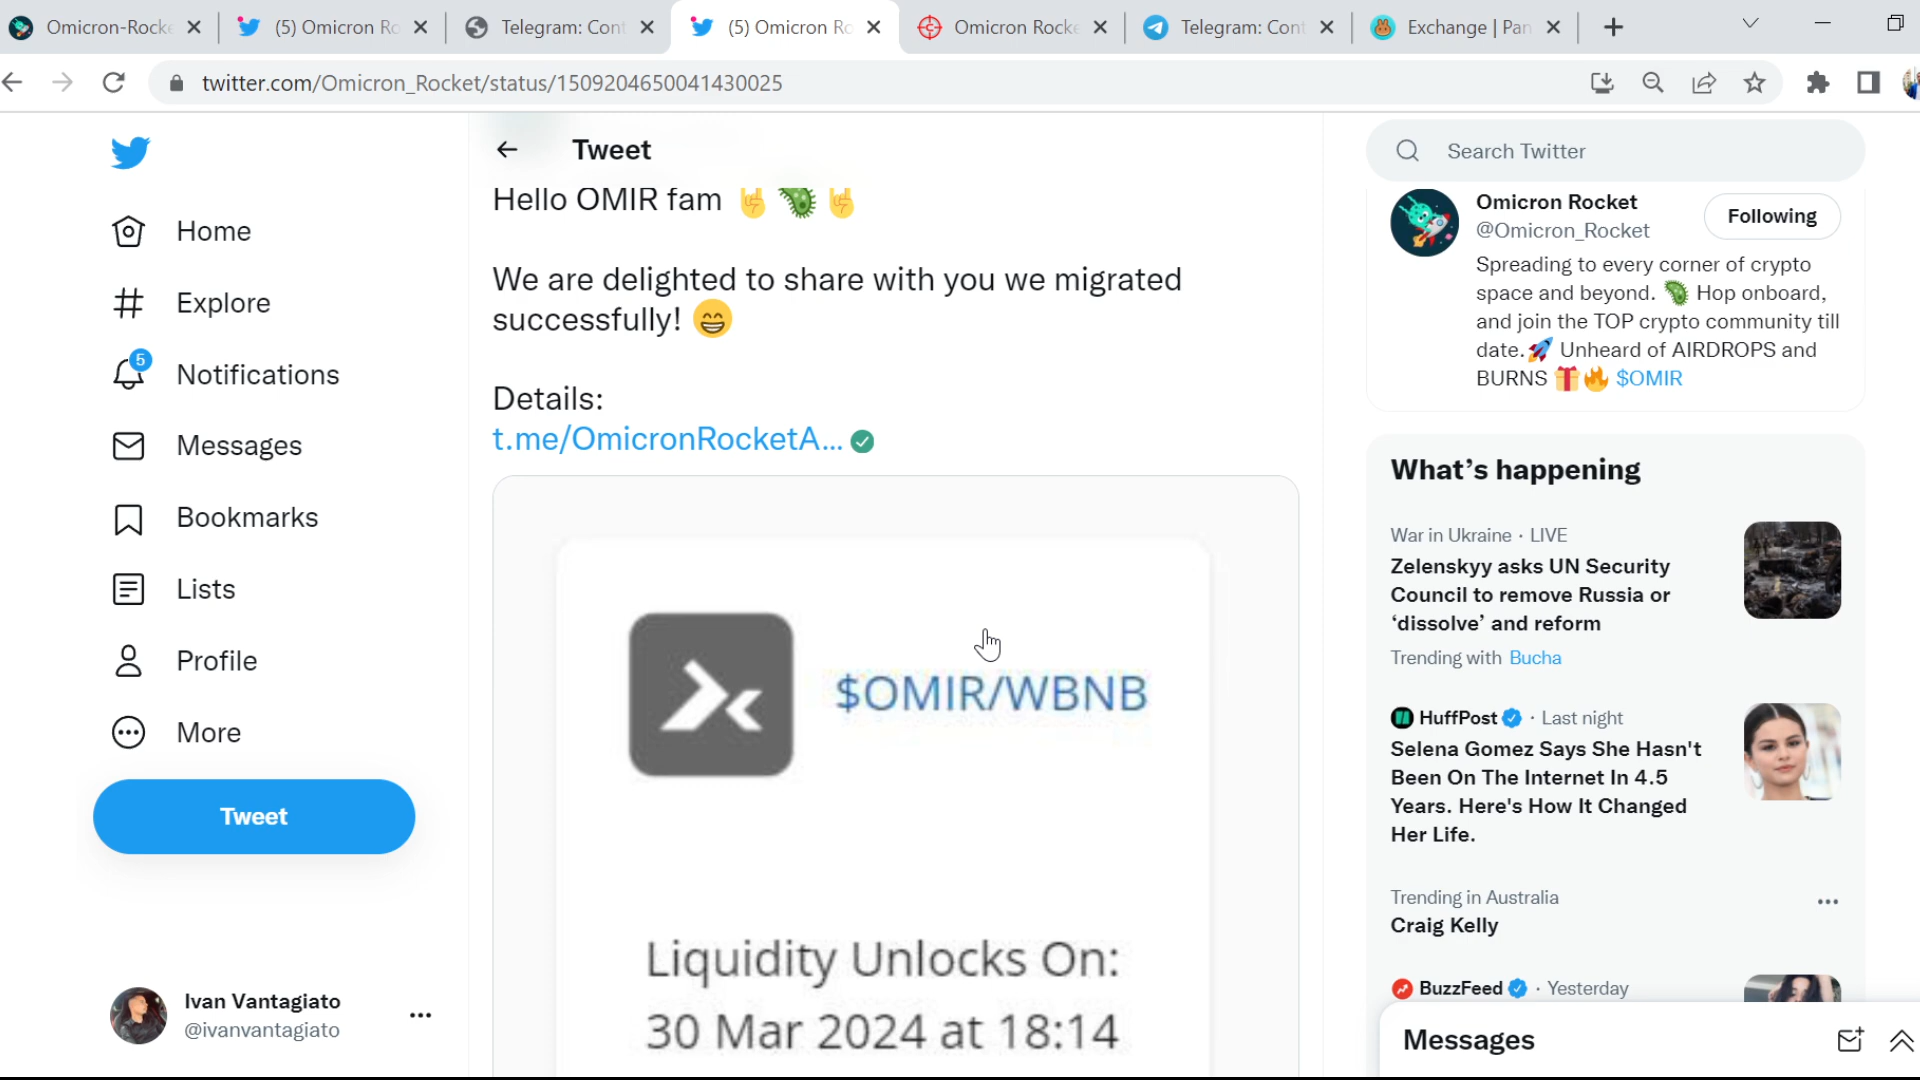 Omicron-Rocke
(5) Omicron Ro
Telegram: Cont
(5) Omicron Ro
Omicron Rocke
Telegram: Cont
Exchange | Pan
twitter.com/Omicron_Rocket/status/1509204650041430025
Home
Explore
5
Notifications
Messages
Bookmarks
Lists
Profile
More
Tweet
Ivan Vantagiato
@ivanvantagiato
Tweet
Hello OMIR fam
We are delighted to share with you we migrated
successfully!
Details:
t.me/OmicronRocketA...
$OMIR/WBNB
Liquidity Unlocks On:
30 Mar 2024 at 18:14
Search Twitter
Omicron Rocket
@Omicron_Rocket
Following
Spreading to every corner of crypto
space and beyond. Hop onboard,
and join the TOP crypto community till
date. Unheard of AIRDROPS and
BURNS $OMIR
What's happening
War in Ukraine · LIVE
Zelenskyy asks UN Security
Council to remove Russia or
‘dissolve’ and reform
Trending with Bucha
HuffPost · Last night
Selena Gomez Says She Hasn't
Been On The Internet In 4.5
Years. Here's How It Changed
Her Life.
Trending in Australia
Craig Kelly
BuzzFeed · Yesterday
Messages